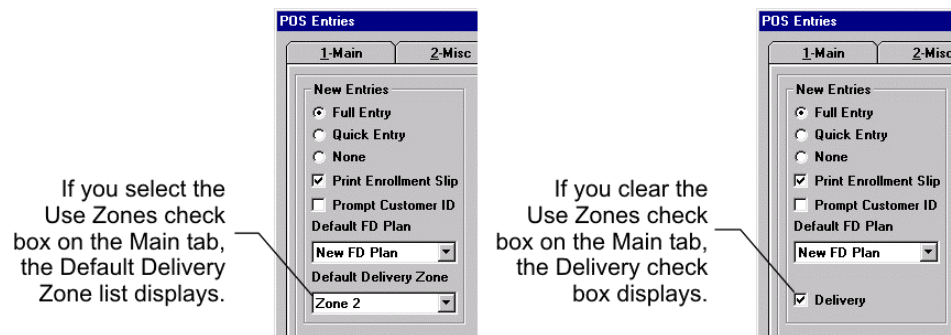 POS Entries
1-Main
2-Misc
New Entries
Full Entry
Quick Entry
None
Print Enrollment Slip
Prompt Customer ID
Default FD Plan
New FD Plan
Default Delivery Zone
Zone 2
If you select the
Use Zones check
box on the Main tab,
the Default Delivery
Zone list displays.
POS Entries
1-Main
2-Misc
New Entries
Full Entry
Quick Entry
None
Print Enrollment Slip
Prompt Customer ID
Default FD Plan
New FD Plan
Delivery
If you clear the
Use Zones check
box on the Main tab,
the Delivery check
box displays.